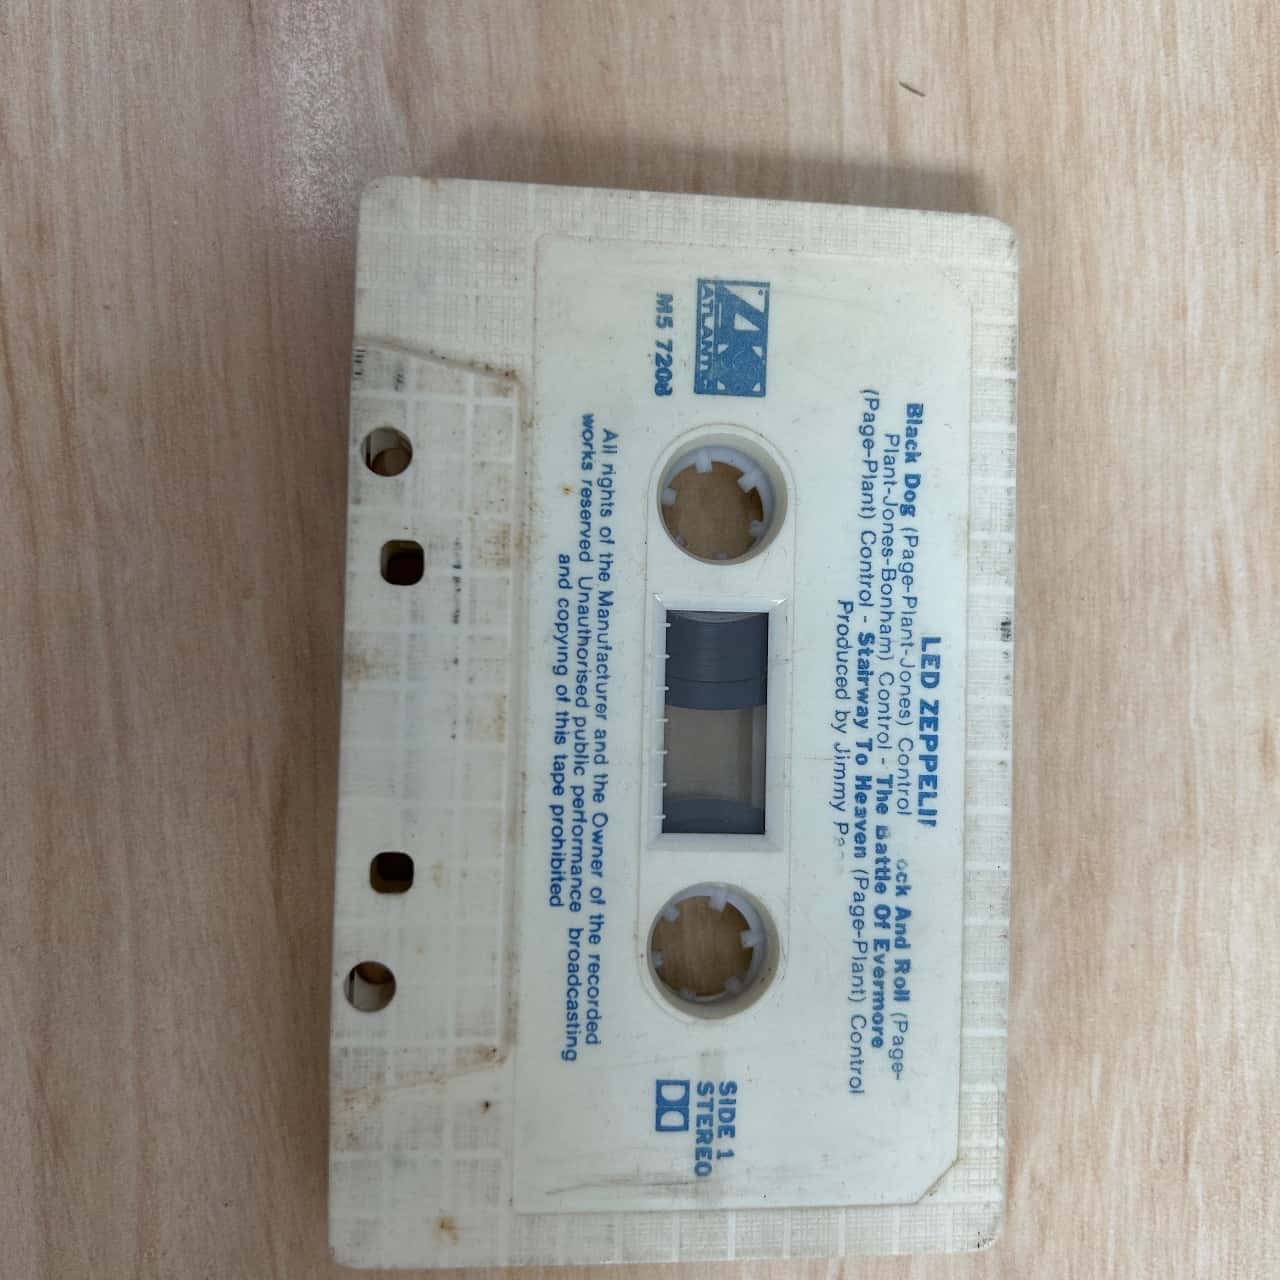 LED ZEPPELIN
Black Dog (Page-Plant-Jones) Control And Roll (Page-
Plant-Jones-Bonham) Control - The Battle Of Evermore
(Page-Plant) Control - Stairway To Heaven (Page-Plant) Control
Produced by Jimmy
ATLANTIC
M5 7208
SIDE 1
STEREO
All rights of the Manufacturer and the Owner of the recorded
works reserved Unauthorised public performance broadcasting
and copying of this tape prohibited